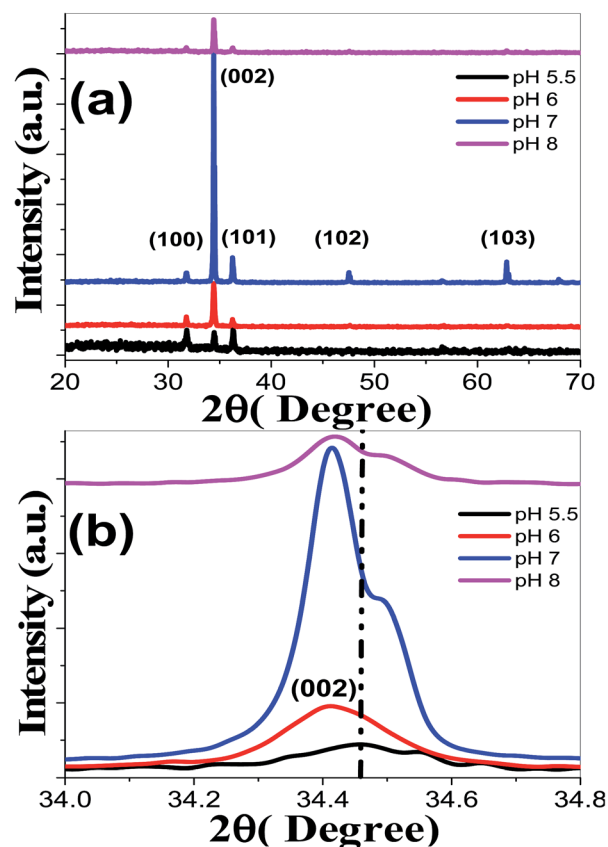 (a)
(002)
pH 5.5
pH 6
pH 7
pH 8
(100)
(101)
(102)
(103)
Intensity (a.u.)
20 30 40 50 60 70
2θ( Degree)
(b)
pH 5.5
pH 6
pH 7
pH 8
(002)
Intensity (a.u.)
34.0 34.2 34.4 34.6 34.8
2θ( Degree)